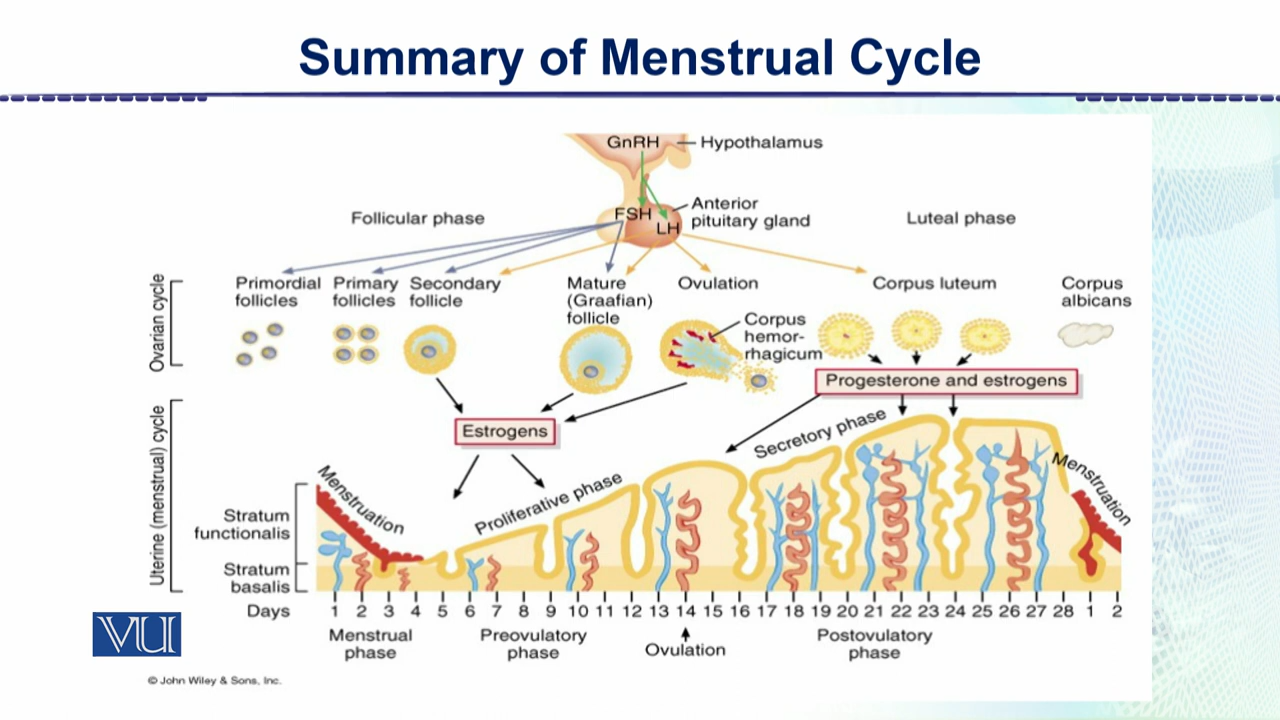 Summary of Menstrual Cycle
GnRH
Hypothalamus
Follicular phase
FSH
LH
Anterior
pituitary gland
Luteal phase
Ovarian cycle
Primordial
follicles
Primary
follicles
Secondary
follicle
Mature
(Graafian)
follicle
Ovulation
Corpus
hemor-
rhagicum
Corpus luteum
Corpus
albicans
Progesterone and estrogens
Estrogens
Uterine (menstrual) cycle
Menstruation
Proliferative phase
Secretory phase
Menstruation
Stratum
functionalis
Stratum
basalis
Days 1 2 3 4 5 6 7 8 9 10 11 12 13 14 15 16 17 18 19 20 21 22 23 24 25 26 27 28 1 2
Menstrual
phase
Preovulatory
phase
Ovulation
Postovulatory
phase
VU
© John Wiley & Sons, Inc.